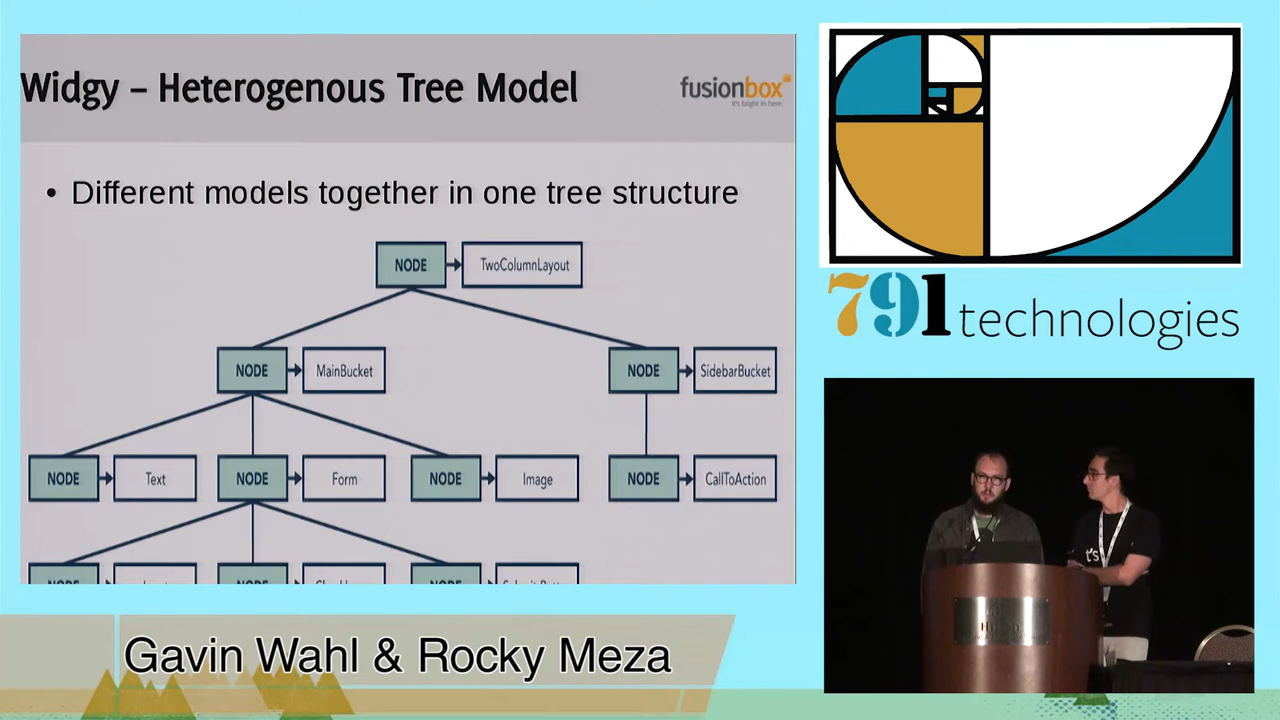 Widgy – Heterogenous Tree Model
fusionbox
it's bright in here.
• Different models together in one tree structure
NODE TwoColumnLayout
NODE MainBucket NODE SidebarBucket
NODE Text NODE Form NODE Image NODE CallToAction
791 technologies
t's
Gavin Wahl & Rocky Meza